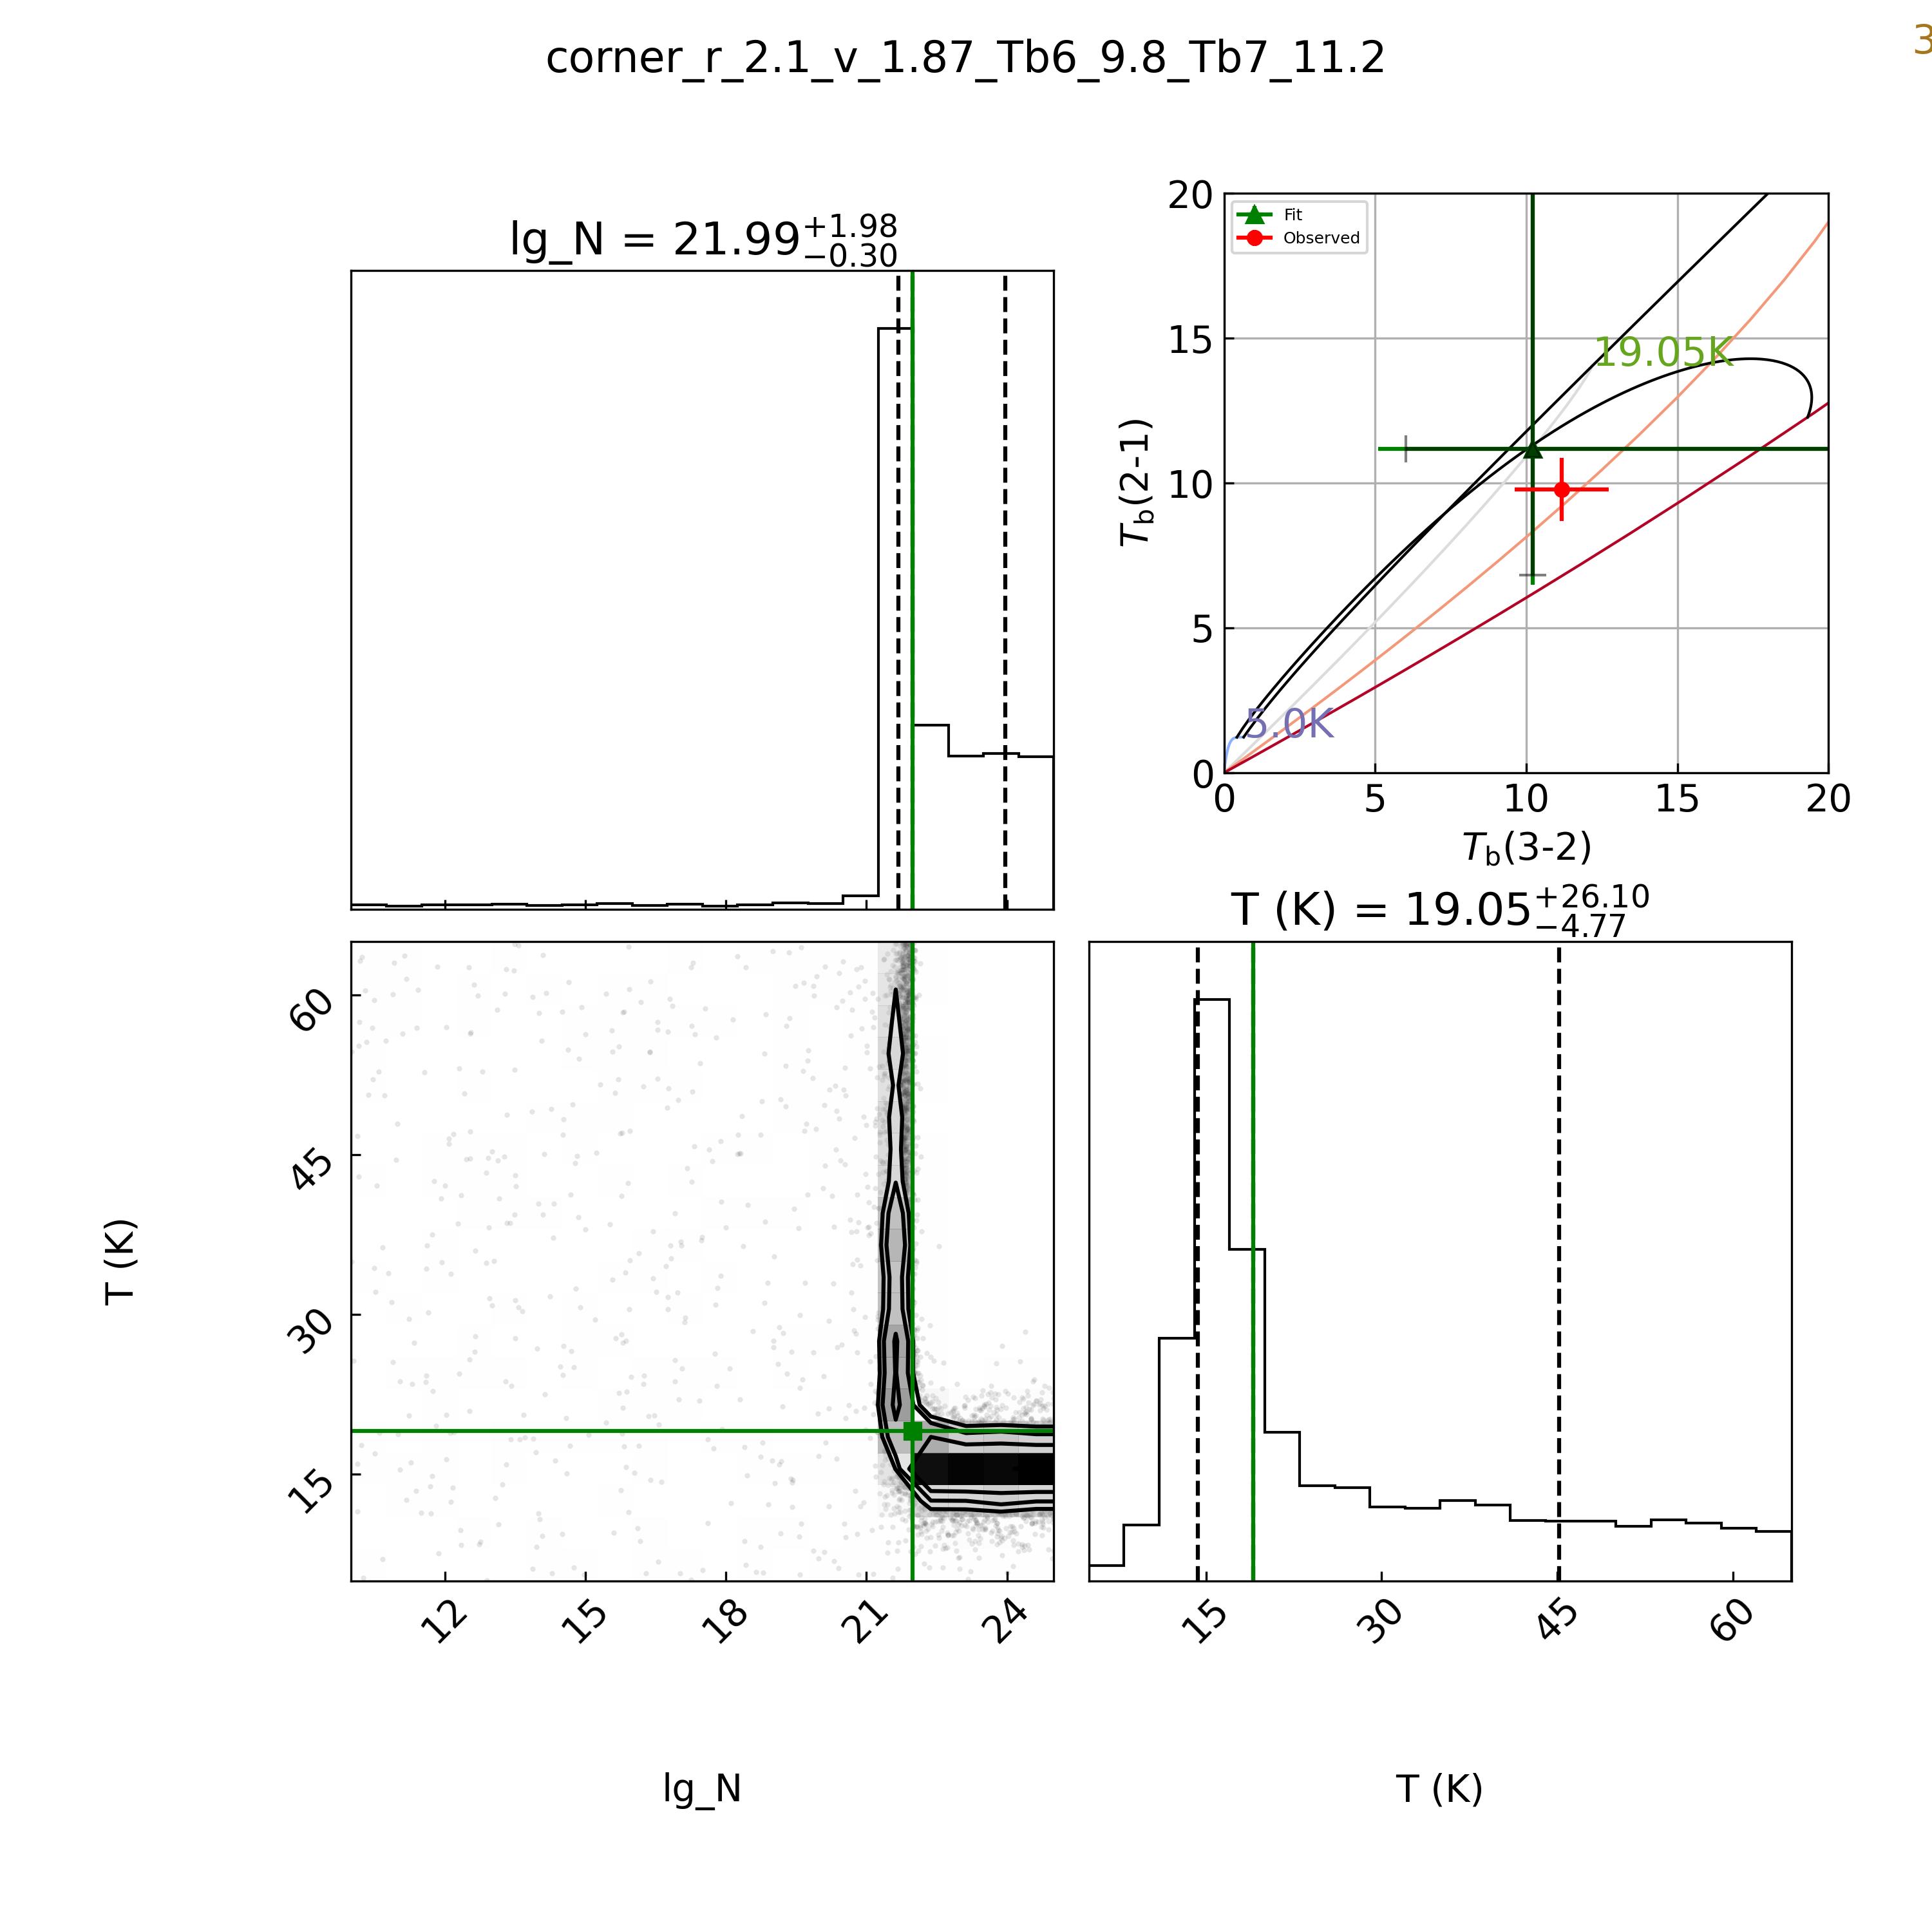 corner_r_2.1_v_1.87_Tb6_9.8_Tb7_11.2
3
lg_N = 21.99 +1.98 −0.30
Fit
Observed
20
15
10
5
0
T_b(2-1)
19.05K
5.0K
0 5 10 15 20
T_b(3-2)
T (K) = 19.05 +26.10 −4.77
60
45
30
15
T (K)
12 15 18 21 24
15 30 45 60
lg_N
T (K)